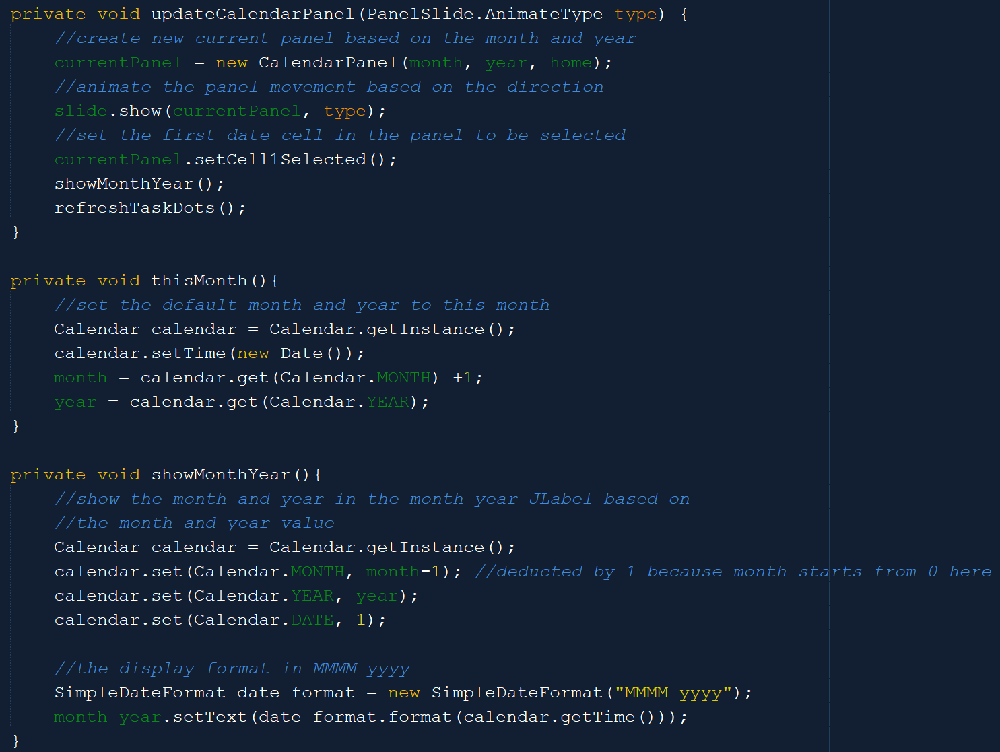 private void updateCalendarPanel(PanelSlide.AnimateType type) {
    //create new current panel based on the month and year
    currentPanel = new CalendarPanel(month, year, home);
    //animate the panel movement based on the direction
    slide.show(currentPanel, type);
    //set the first date cell in the panel to be selected
    currentPanel.setCell1Selected();
    showMonthYear();
    refreshTaskDots();
}

private void thisMonth(){
    //set the default month and year to this month
    Calendar calendar = Calendar.getInstance();
    calendar.setTime(new Date());
    month = calendar.get(Calendar.MONTH) +1;
    year = calendar.get(Calendar.YEAR);
}

private void showMonthYear(){
    //show the month and year in the month_year JLabel based on
    //the month and year value
    Calendar calendar = Calendar.getInstance();
    calendar.set(Calendar.MONTH, month-1); //deducted by 1 because month starts from 0 here
    calendar.set(Calendar.YEAR, year);
    calendar.set(Calendar.DATE, 1);

    //the display format in MMMM yyyy
    SimpleDateFormat date_format = new SimpleDateFormat("MMMM yyyy");
    month_year.setText(date_format.format(calendar.getTime()));
}